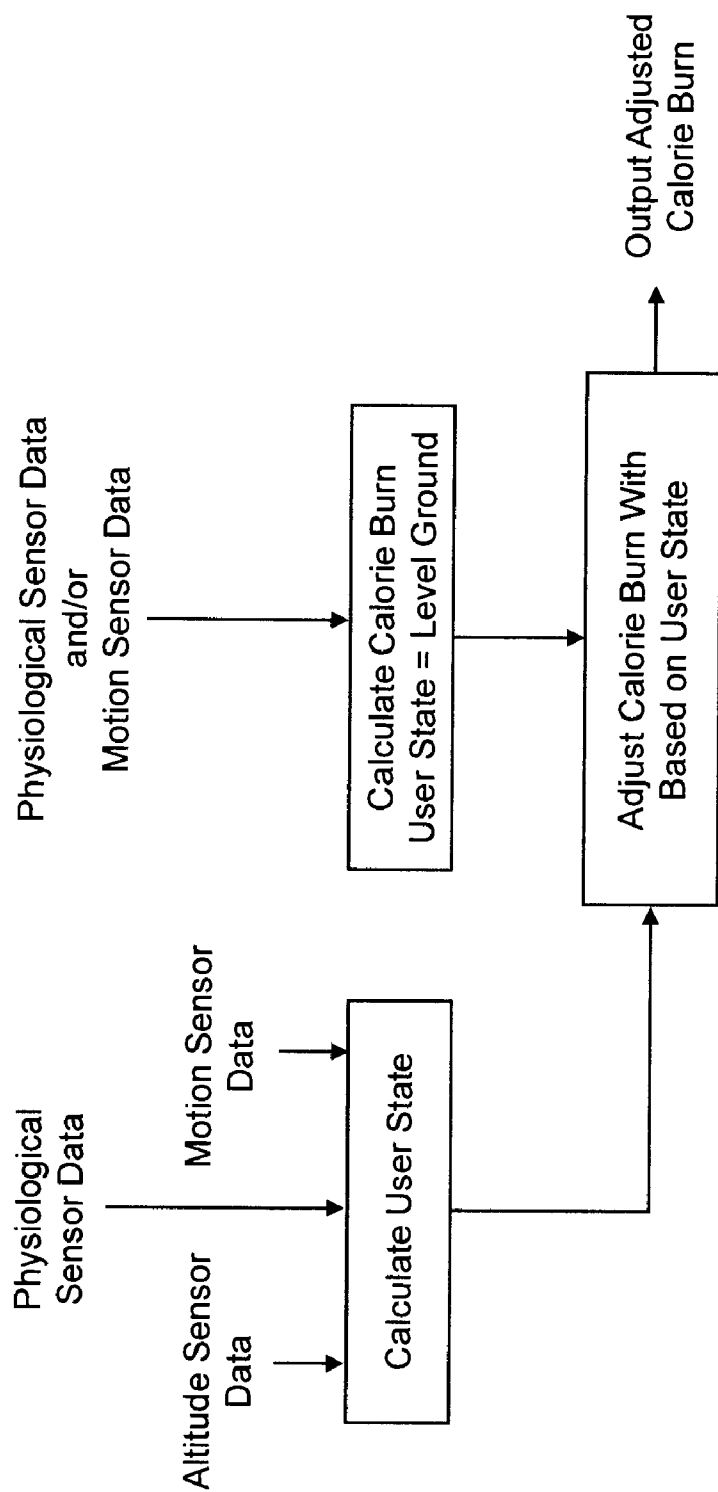 Physiological
Sensor Data
Altitude Sensor
Data
Motion Sensor
Data
Calculate User State
Physiological Sensor Data
and/or
Motion Sensor Data
Calculate Calorie Burn
User State = Level Ground
Adjust Calorie Burn With
Based on User State
Output Adjusted
Calorie Burn